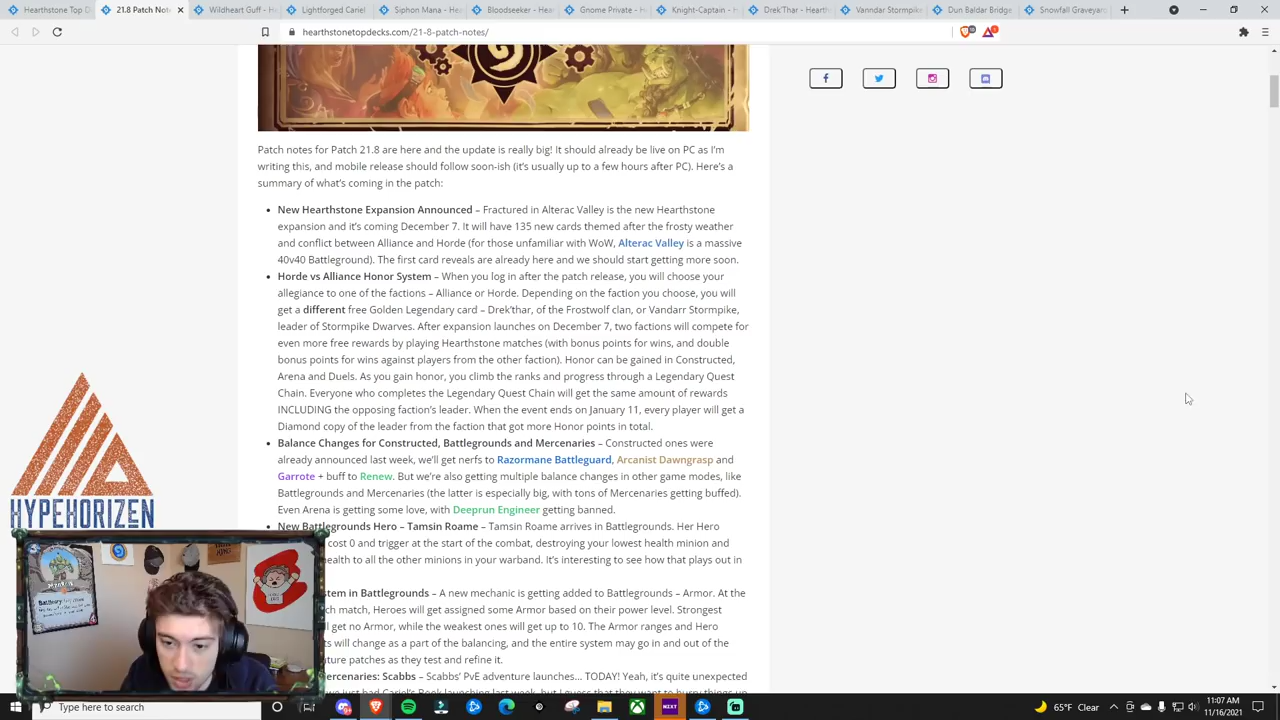 Hearthstone Top D
21.8 Patch Not
Wildheart Guff - H
Lightforged Cariel
Siphon Mana - H
Bloodseeker - Hea
Gnome Private - H
Knight-Captain - H
Drek'Thar - Hearth
Vanndar Stormpike
Dun Baldar Bridge
Snowfall Graveyar
hearthstonetopdecks.com/21-8-patch-notes/
Patch notes for Patch 21.8 are here and the update is really big! It should already be live on PC as I'm
writing this, and mobile release should follow soon-ish (it's usually up to a few hours after PC). Here's a
summary of what's coming in the patch:
New Hearthstone Expansion Announced – Fractured in Alterac Valley is the new Hearthstone
expansion and it's coming December 7. It will have 135 new cards themed after the frosty weather
and conflict between Alliance and Horde (for those unfamiliar with WoW, Alterac Valley is a massive
40v40 Battleground). The first card reveals are already here and we should start getting more soon.
Horde vs Alliance Honor System – When you log in after the patch release, you will choose your
allegiance to one of the factions – Alliance or Horde. Depending on the faction you choose, you will
get a different free Golden Legendary card – Drek'thar, of the Frostwolf clan, or Vandarr Stormpike,
leader of Stormpike Dwarves. After expansion launches on December 7, two factions will compete for
even more free rewards by playing Hearthstone matches (with bonus points for wins, and double
bonus points for wins against players from the other faction). Honor can be gained in Constructed,
Arena and Duels. As you gain honor, you climb the ranks and progress through a Legendary Quest
Chain. Everyone who completes the Legendary Quest Chain will get the same amount of rewards
INCLUDING the opposing faction's leader. When the event ends on January 11, every player will get a
Diamond copy of the leader from the faction that got more Honor points in total.
Balance Changes for Constructed, Battlegrounds and Mercenaries – Constructed ones were
already announced last week, we'll get nerfs to Razormane Battleguard, Arcanist Dawngrasp and
Garrote + buff to Renew. But we're also getting multiple balance changes in other game modes, like
Battlegrounds and Mercenaries (the latter is especially big, with tons of Mercenaries getting buffed).
Even Arena is getting some love, with Deeprun Engineer getting banned.
New Battlegrounds Hero – Tamsin Roame – Tamsin Roame arrives in Battlegrounds. Her Hero
cost 0 and trigger at the start of the combat, destroying your lowest health minion and
health to all the other minions in your warband. It's interesting to see how that plays out in
stem in Battlegrounds – A new mechanic is getting added to Battlegrounds – Armor. At the
ch match, Heroes will get assigned some Armor based on their power level. Strongest
ll get no Armor, while the weakest ones will get up to 10. The Armor ranges and Hero
ts will change as a part of the balancing, and the entire system may go in and out of the
uture patches as they test and refine it.
ercenaries: Scabbs – Scabbs' PvE adventure launches... TODAY! Yeah, it's quite unexpected
HYPEHORIZEN
Type here to search
NZXT
65°F Clear
11:07 AM
11/16/2021